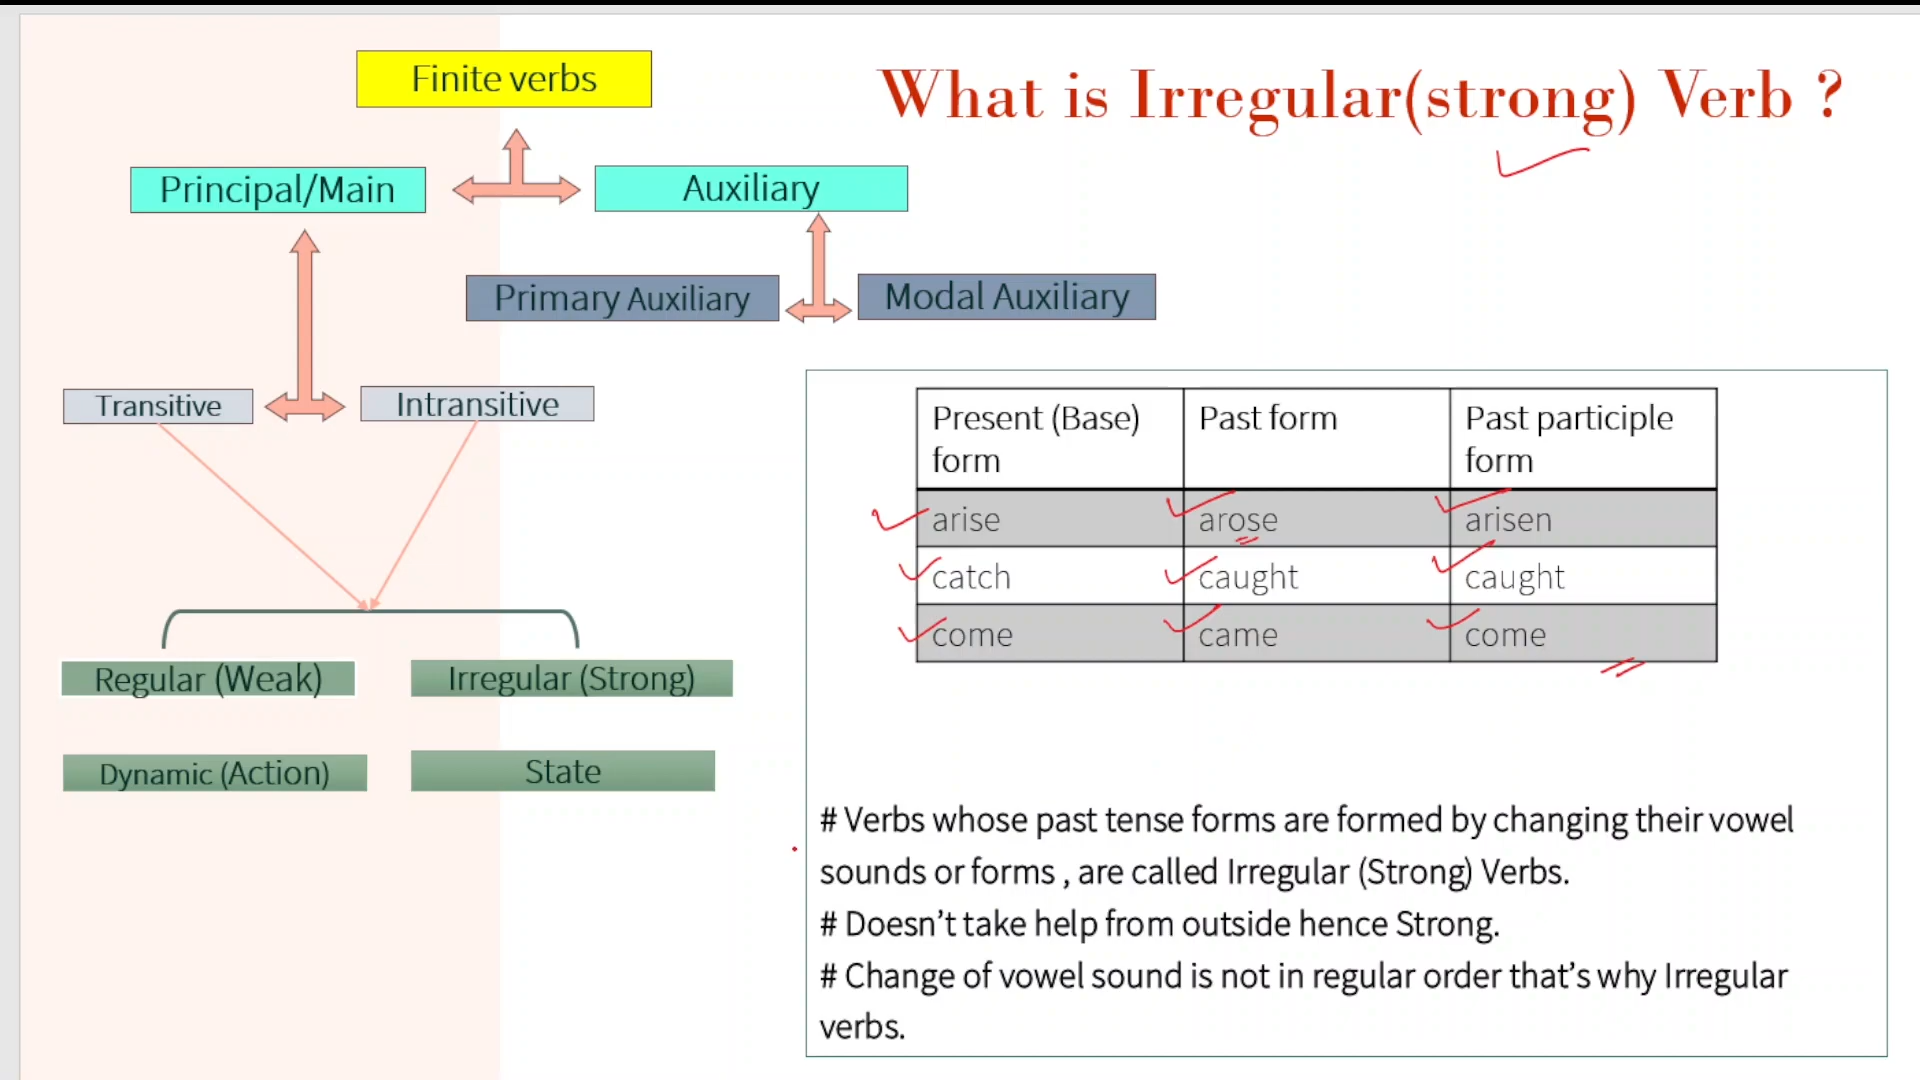 Finite verbs
What is Irregular(strong) Verb ?
Principal/Main
Auxiliary
Primary Auxiliary
Modal Auxiliary
Transitive
Intransitive
Regular (Weak)
Irregular (Strong)
Dynamic (Action)
State
Present (Base) form
Past form
Past participle form
arise
arose
arisen
catch
caught
caught
come
came
come
# Verbs whose past tense forms are formed by changing their vowel
sounds or forms , are called Irregular (Strong) Verbs.
# Doesn’t take help from outside hence Strong.
# Change of vowel sound is not in regular order that’s why Irregular
verbs.